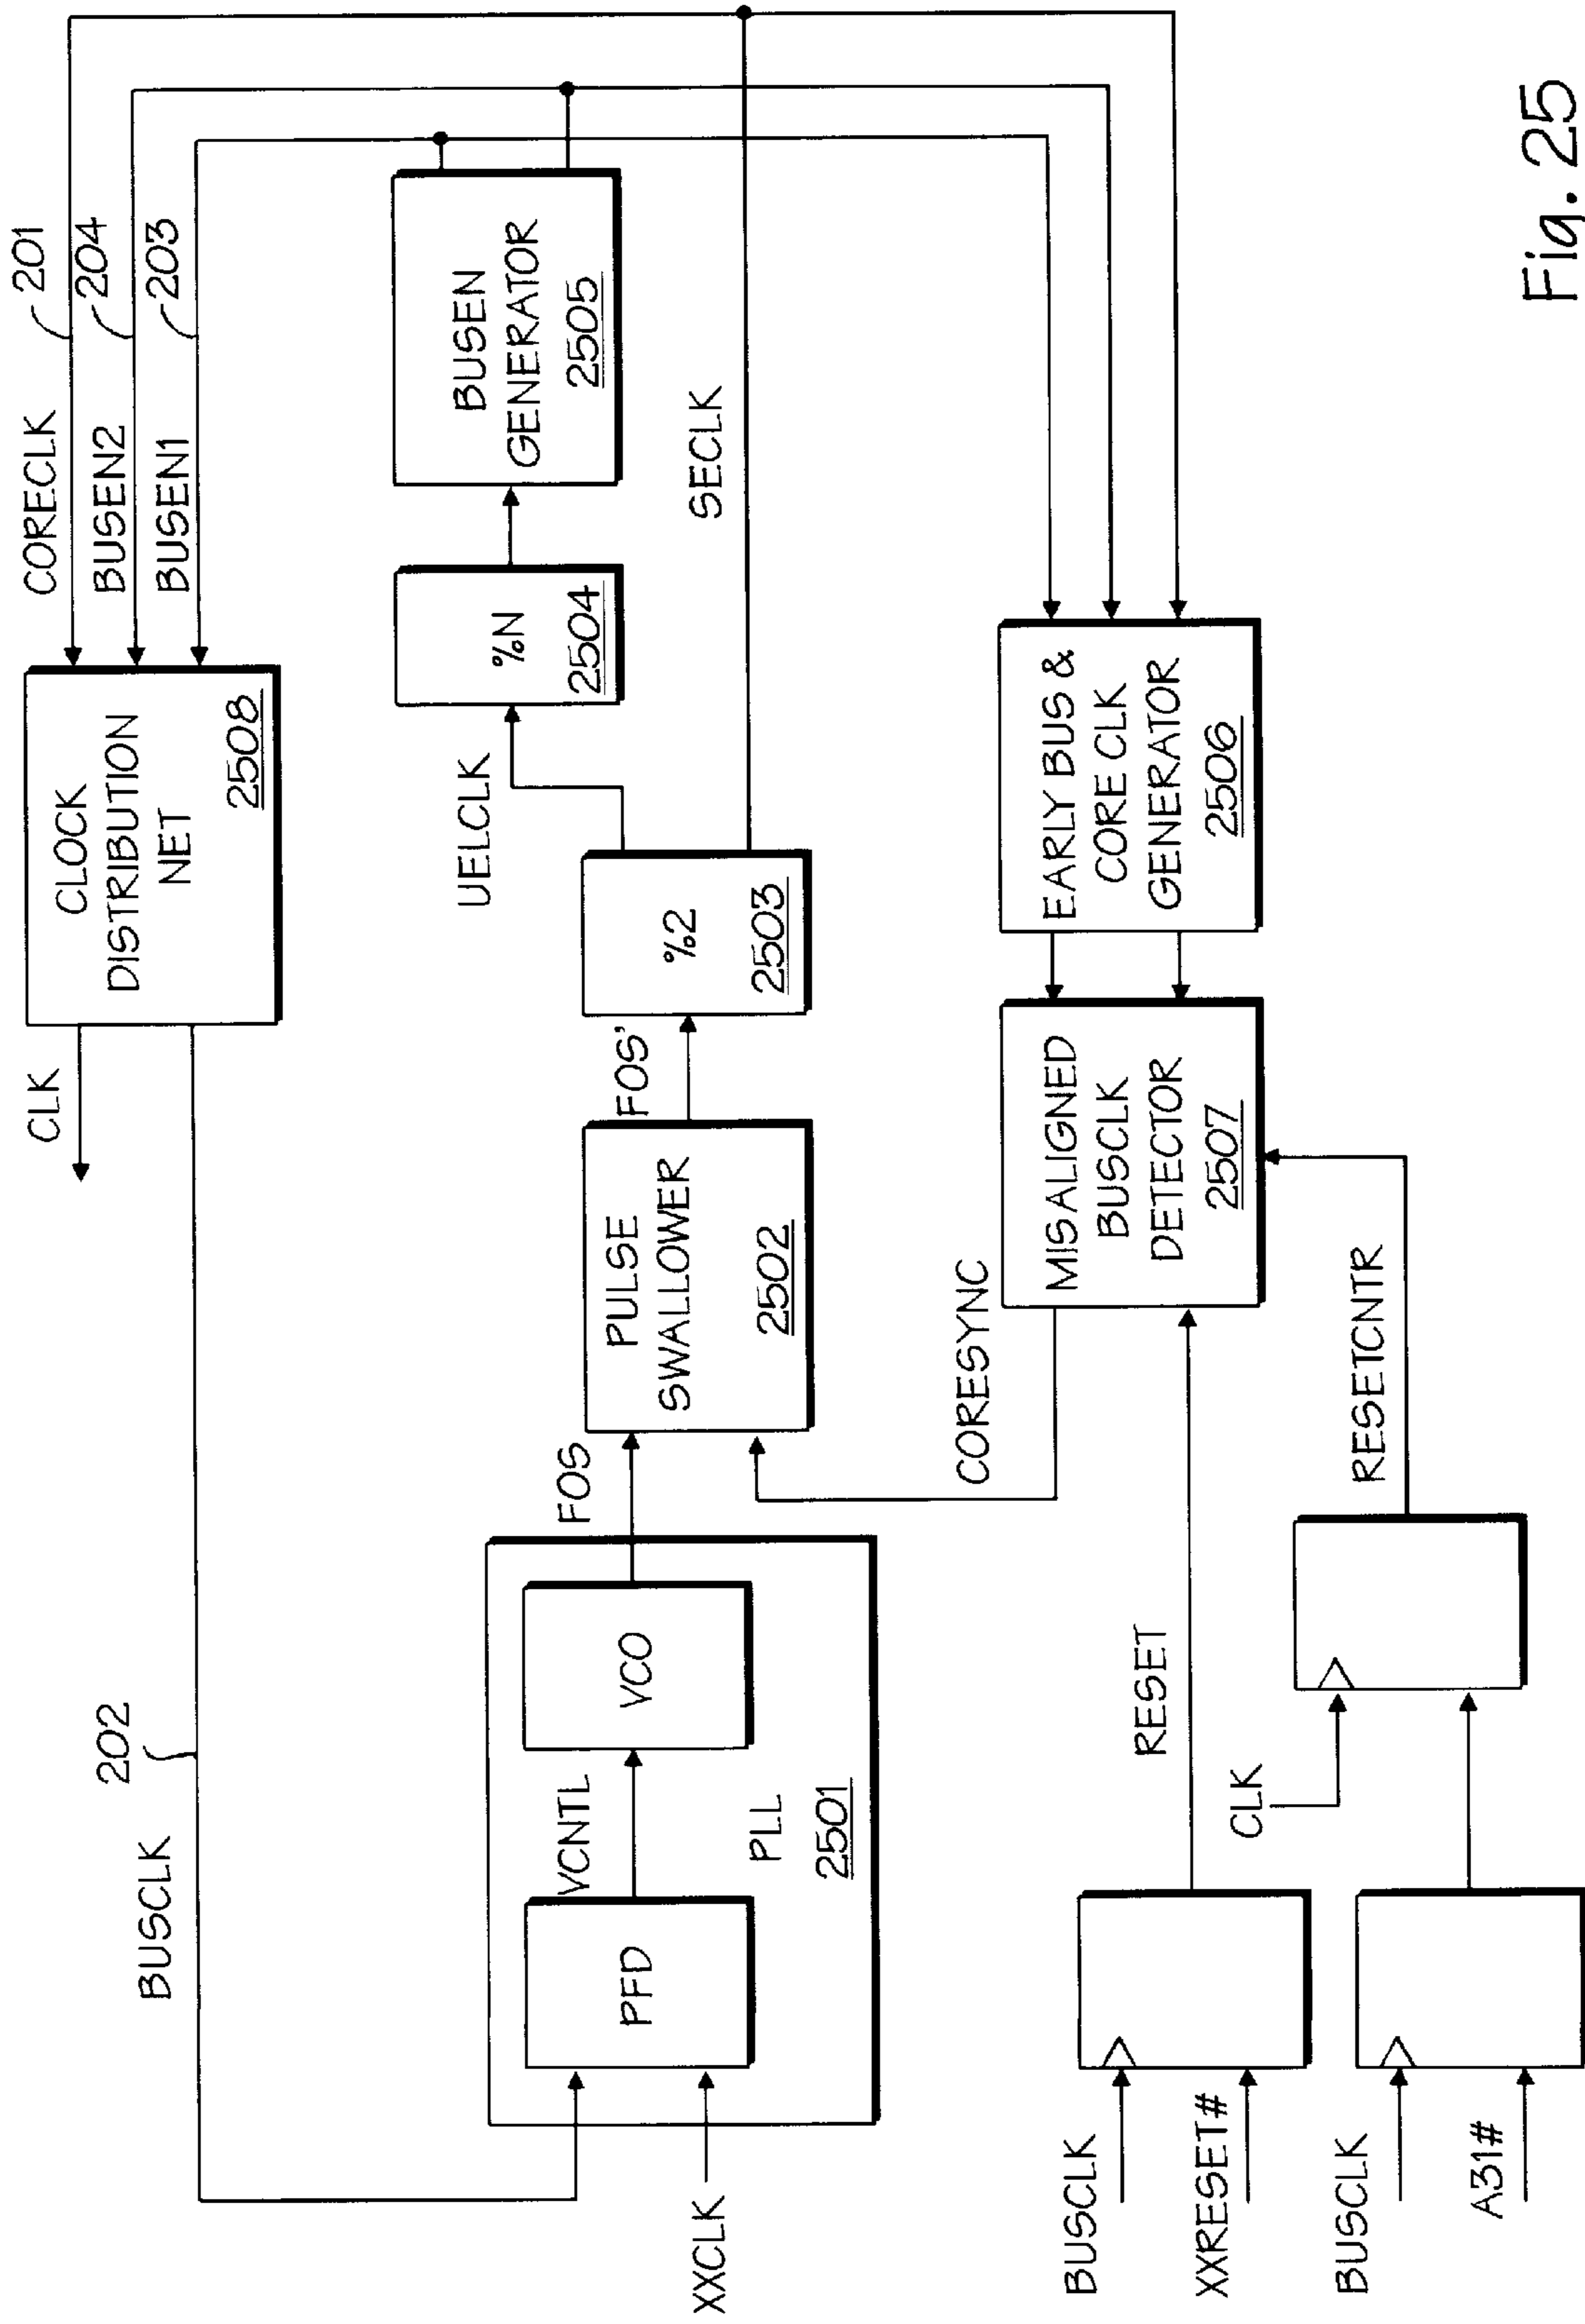 CORECLK
201
BUSEN2
204
BUSEN1
203
CLK
CLOCK
DISTRIBUTION
NET
2508
202
BUSCLK
UELCLK
%N
2504
BUSEN
GENERATOR
2505
XXCLK
PFD
VCNTL
VCO
PLL
2501
FOS
PULSE
SWALLOWER
2502
FOS'
%2
2503
SECLK
CORESYNC
MISALIGNED
BUSCLK
DETECTOR
2507
EARLY BUS &
CORE CLK
GENERATOR
2506
BUSCLK
XXRESET#
RESET
BUSCLK
A31#
CLK
RESETCNTR
Fig. 25